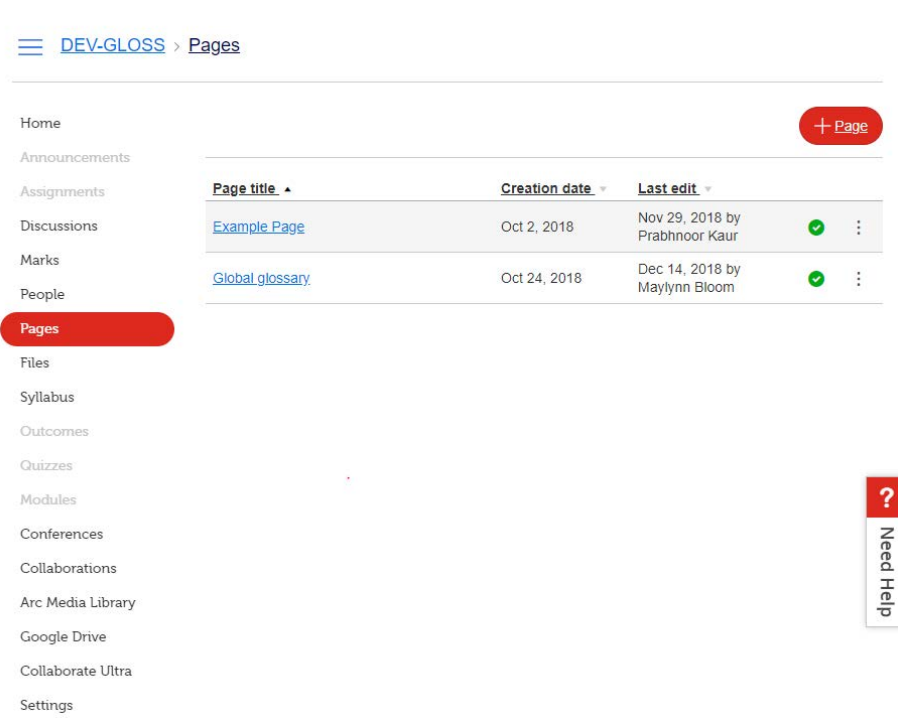 DEV-GLOSS > Pages
Home
Announcements
Assignments
Discussions
Marks
People
Pages
Files
Syllabus
Outcomes
Quizzes
Modules
Conferences
Collaborations
Arc Media Library
Google Drive
Collaborate Ultra
Settings
+ Page
Page title Creation date Last edit
Example Page Oct 2, 2018 Nov 29, 2018 by
Prabhnoor Kaur
Global glossary Oct 24, 2018 Dec 14, 2018 by
Maylynn Bloom
? Need Help